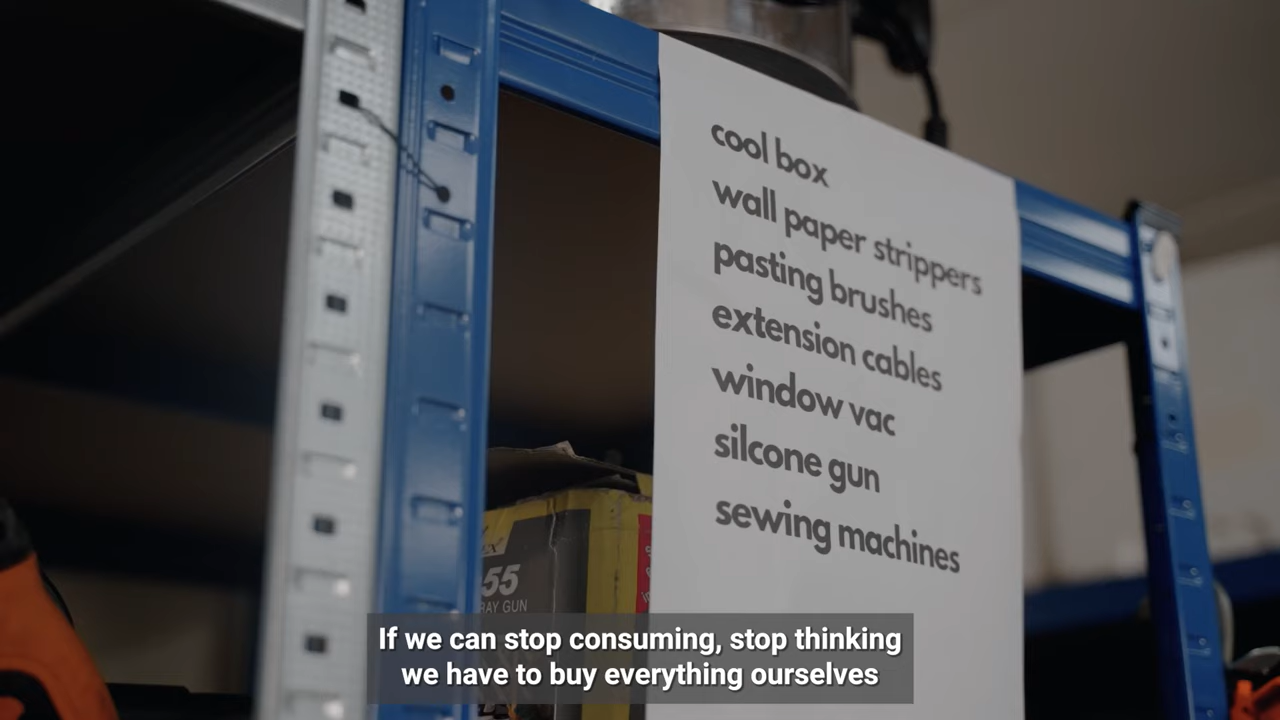 cool box
wall paper strippers
pasting brushes
extension cables
window vac
silcone gun
sewing machines
55
RAY GUN
If we can stop consuming, stop thinking
we have to buy everything ourselves